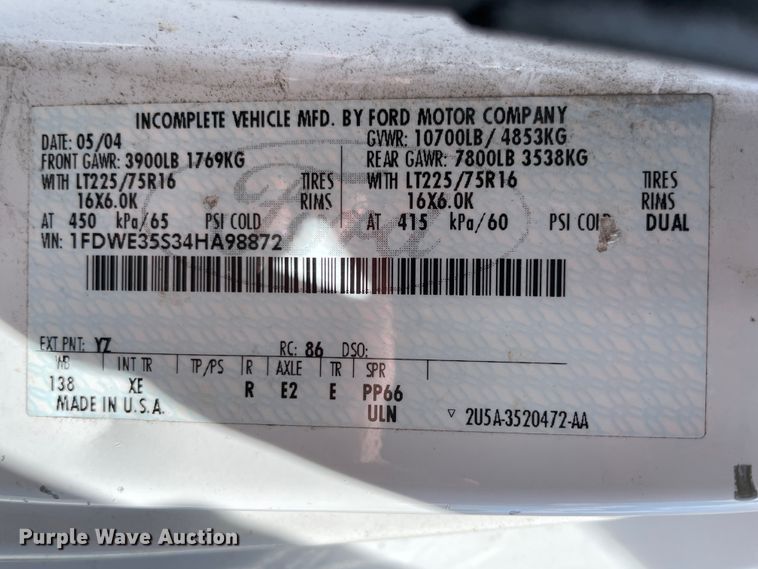 INCOMPLETE VEHICLE MFD. BY FORD MOTOR COMPANY
DATE: 05/04 GVWR: 10700LB/ 4853KG
FRONT GAWR: 3900LB 1769KG REAR GAWR: 7800LB 3538KG
WITH LT225/75R16 TIRES WITH LT225/75R16 TIRES
16X6.0K RIMS 16X6.0K RIMS
AT 450 kPa/65 PSI COLD AT 415 kPa/60 PSI COLD DUAL
VIN: 1FDWE35S34HA98872
Ford
EXT PNT: YZ RC: 86 DSO:
WB INT TR TP/PS R AXLE TR SPR
138 XE R E2 E PP66
MADE IN U.S.A. ULN 2U5A-3520472-AA
Purple Wave Auction